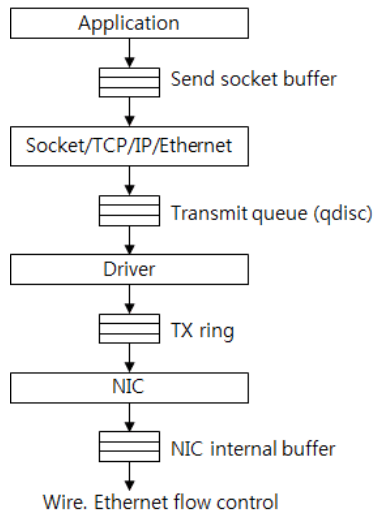 Application
Send socket buffer
Socket/TCP/IP/Ethernet
Transmit queue (qdisc)
Driver
TX ring
NIC
NIC internal buffer
Wire. Ethernet flow control